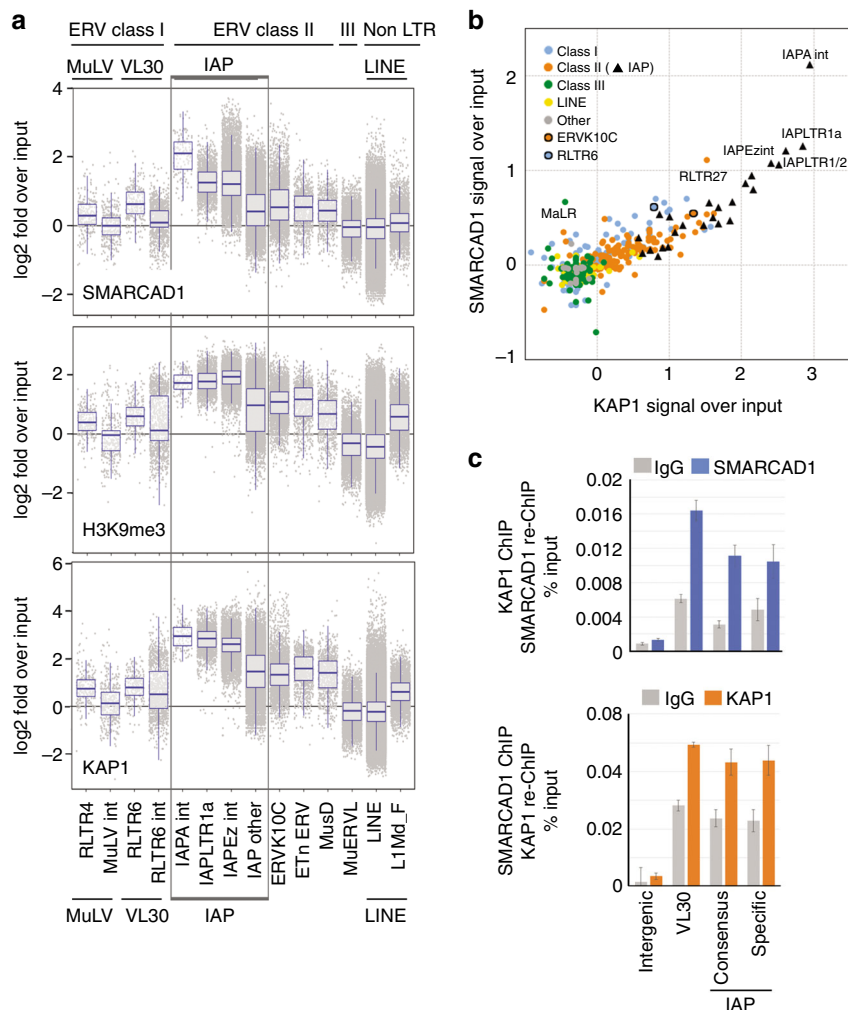 a
ERV class I
ERV class II
III
Non LTR
MuLV
VL30
IAP
LINE
log2 fold over input
4
2
0
−2
SMARCAD1
log2 fold over input
2
0
−2
H3K9me3
log2 fold over input
6
4
2
0
−2
KAP1
RLTR4
MuLV int
RLTR6
RLTR6 int
IAPA int
IAPLTR1a
IAPEz int
IAP other
ERVK10C
ETn ERV
MusD
MuERVL
LINE
L1Md_F
MuLV
VL30
IAP
LINE
b
SMARCAD1 signal over input
2
1
0
−1
Class I
Class II ( ▲ IAP)
Class III
LINE
Other
ERVK10C
RLTR6
IAPA int
IAPLTR1a
IAPEzint
IAPLTR1/2
RLTR27
MaLR
0
1
2
3
KAP1 signal over input
c
IgG
SMARCAD1
KAP1 ChIP
SMARCAD1 re-ChIP
% input
0.02
0.016
0.012
0.008
0.004
0
IgG
KAP1
SMARCAD1 ChIP
KAP1 re-ChIP
% input
0.08
0.04
0.02
0
Intergenic
VL30
Consensus
Specific
IAP